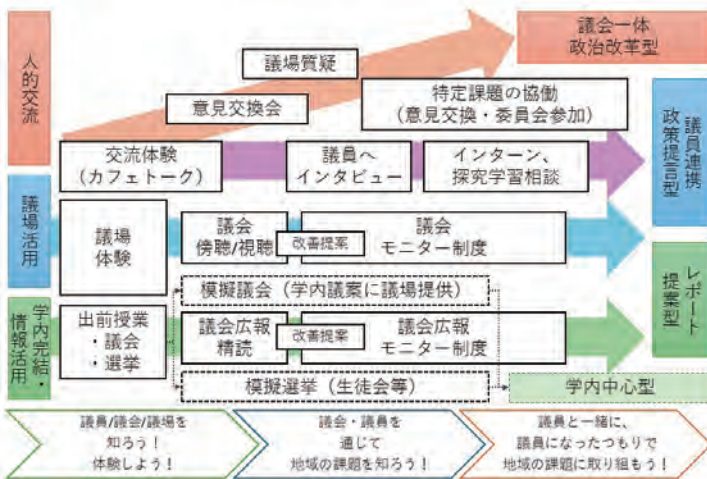 人的交流
議場活用
学内完結・
情報活用
議会一体
政治改革型
議場質疑
意見交換会
特定課題の協働
（意見交換・委員会参加）
交流体験
（カフェトーク）
議員へ
インタビュー
インターン、
探究学習相談
議員連携
政策提言型
議場
体験
議会
傍聴/視聴
改善提案
議会
モニター制度
模擬議会（学内議案に議場提供）
出前授業
・議会
・選挙
議会広報
精読
改善提案
議会広報
モニター制度
レポート
提案型
模擬選挙（生徒会等）
学内中心型
議員/議会/議場を
知ろう！
体験しよう！
議会・議員を
通じて
地域の課題を知ろう！
議員と一緒に、
議員になったつもりで
地域の課題に取り組もう！